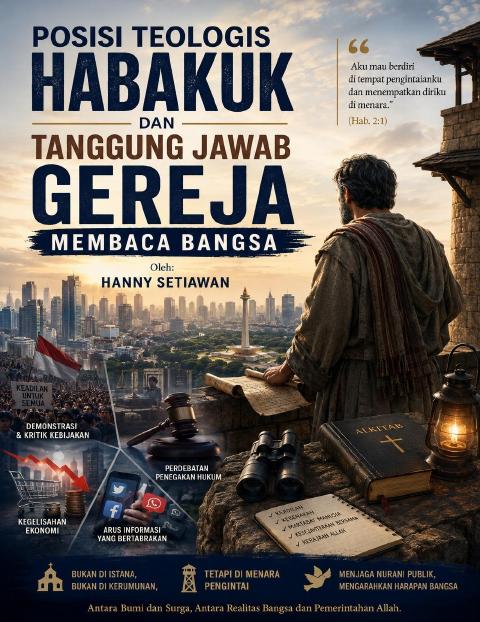 POSISI TEOLOGIS
HABAKUK
DAN
TANGGUNG JAWAB
GEREJA
MEMBACA BANGSA
Oleh:
HANNY SETIAWAN
“
Aku mau berdiri
di tempat pengintaianku
dan menempatkan diriku
di menara.”
(Hab. 2:1)
KEADILAN
UNTUK
SEMUA
DEMONSTRASI
& KRITIK KEBIJAKAN
PERDEBATAN
PENEGAKAN HUKUM
KEGELISAHAN
EKONOMI
ARUS INFORMASI
YANG BERTABRAKAN
ALKITAB
✓ KEADILAN
✓ KEBENARAN
✓ MARTABAT MANUSIA
✓ KESEJAHTERAAN BERSAMA
✓ KERAJAAN ALLAH
BUKAN DI ISTANA,
BUKAN DI KERUMUNAN,
TETAPI DI MENARA
PENGINTAI
MENJAGA NURANI PUBLIK,
MENGARAHKAN HARAPAN BANGSA
Antara Bumi dan Surga, Antara Realitas Bangsa dan Pemerintahan Allah.